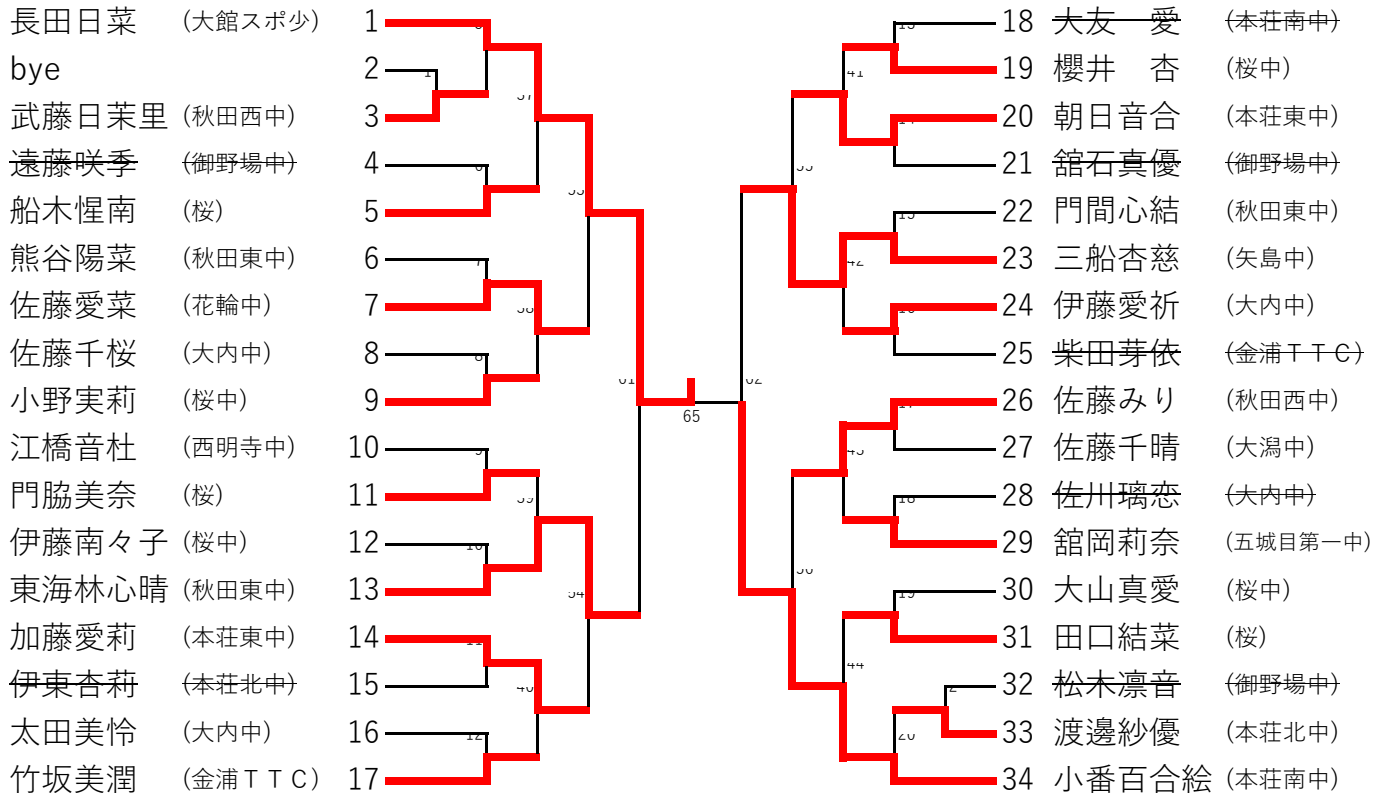 長田日菜 (大館スポ少) 1
bye 2
武藤日茉里 (秋田西中) 3
遠藤咲季 (御野場中) 4
船木惺南 (桜) 5
熊谷陽菜 (秋田東中) 6
佐藤愛菜 (花輪中) 7
佐藤千桜 (大内中) 8
小野実莉 (桜中) 9
江橋音杜 (西明寺中) 10
門脇美奈 (桜) 11
伊藤南々子 (桜中) 12
東海林心晴 (秋田東中) 13
加藤愛莉 (本荘東中) 14
伊東杏莉 (本荘北中) 15
太田美怜 (大内中) 16
竹坂美潤 (金浦ＴＴＣ) 17
65
41
44
54
18 大友　愛 (本荘南中)
19 櫻井　杏 (桜中)
20 朝日音合 (本荘東中)
21 舘石真優 (御野場中)
22 門間心結 (秋田東中)
23 三船杏慈 (矢島中)
24 伊藤愛祈 (大内中)
25 柴田芽依 (金浦ＴＴＣ)
26 佐藤みり (秋田西中)
27 佐藤千晴 (大潟中)
28 佐川璃恋 (大内中)
29 舘岡莉奈 (五城目第一中)
30 大山真愛 (桜中)
31 田口結菜 (桜)
32 松木凛音 (御野場中)
33 渡邊紗優 (本荘北中)
34 小番百合絵 (本荘南中)